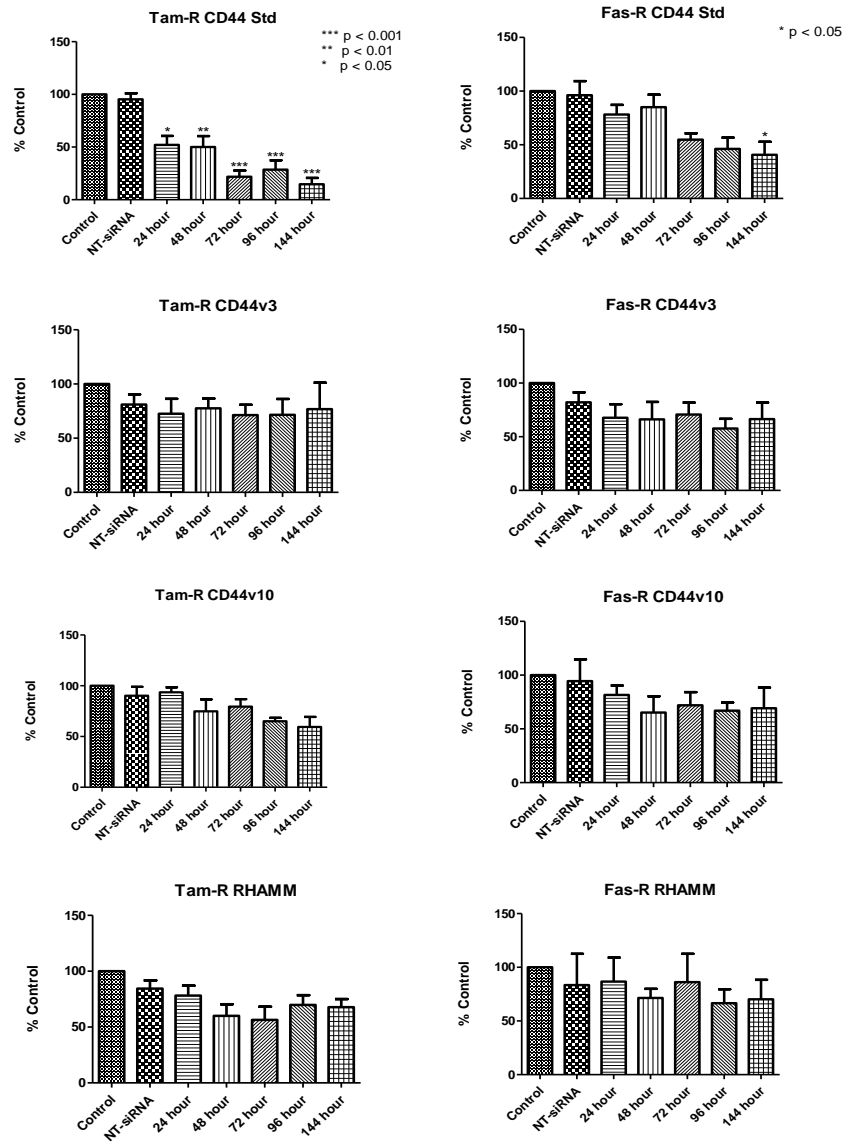 Tam-R CD44 Std
*** p < 0.001
** p < 0.01
* p < 0.05
% Control
150
100
50
0
Control
NT-siRNA
24 hour
48 hour
72 hour
96 hour
144 hour
*
**
***
***
***
Fas-R CD44 Std
* p < 0.05
% Control
150
100
50
0
Control
NT-siRNA
24 hour
48 hour
72 hour
96 hour
144 hour
*
Tam-R CD44v3
% Control
150
100
50
0
Control
NT-siRNA
24 hour
48 hour
72 hour
96 hour
144 hour
Fas-R CD44v3
% Control
150
100
50
0
Control
NT-siRNA
24 hour
48 hour
72 hour
96 hour
144 hour
Tam-R CD44v10
% Control
150
100
50
0
Control
NT-siRNA
24 hour
48 hour
72 hour
96 hour
144 hour
Fas-R CD44v10
% Control
150
100
50
0
Control
NT-siRNA
24 hour
48 hour
72 hour
96 hour
144 hour
Tam-R RHAMM
% Control
150
100
50
0
Control
NT-siRNA
24 hour
48 hour
72 hour
96 hour
144 hour
Fas-R RHAMM
% Control
150
100
50
0
Control
NT-siRNA
24 hour
48 hour
72 hour
96 hour
144 hour